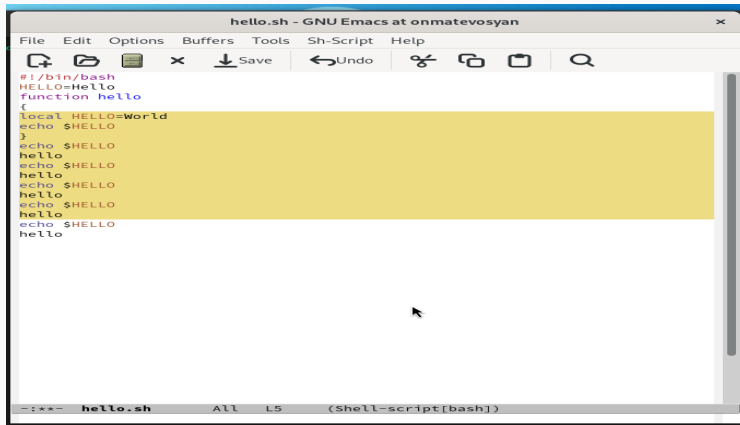 hello.sh - GNU Emacs at onmatevosyan
File Edit Options Buffers Tools Sh-Script Help
Save Undo
#!/bin/bash
HELLO=Hello
function hello
{
local HELLO=World
echo $HELLO
}
echo $HELLO
hello
echo $HELLO
hello
echo $HELLO
hello
echo $HELLO
hello
echo $HELLO
hello
-:**- hello.sh All L5 (Shell-script[bash])